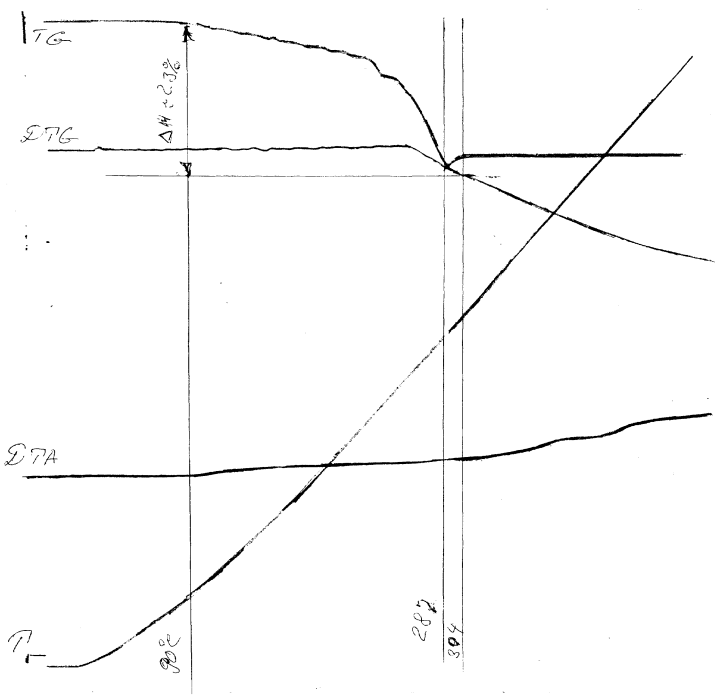 TG
ΔM = 2.3%
DTG
DTA
T
90°C
287
304